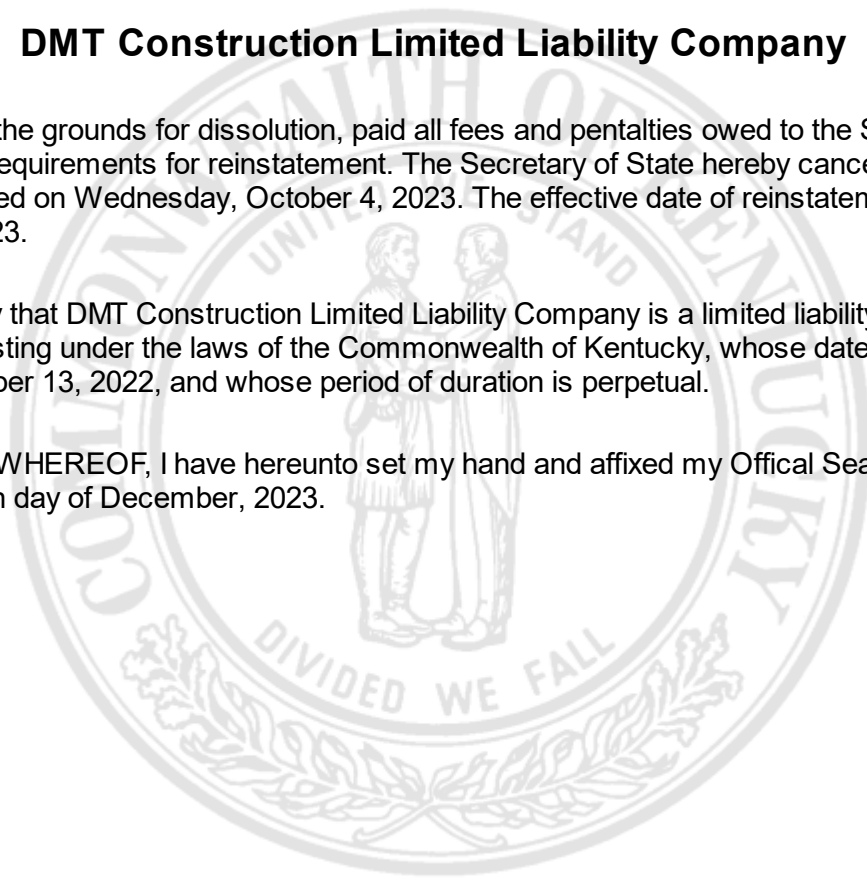 DMT Construction Limited Liability Company
the grounds for dissolution, paid all fees and pentalties owed to the S
equirements for reinstatement. The Secretary of State hereby cance
ed on Wednesday, October 4, 2023. The effective date of reinstatem
23.
y that DMT Construction Limited Liability Company is a limited liability
sting under the laws of the Commonwealth of Kentucky, whose date
ber 13, 2022, and whose period of duration is perpetual.
WHEREOF, I have hereunto set my hand and affixed my Offical Sea
h day of December, 2023.
COMMONWEALTH OF KENTUCKY
UNITED WE STAND
DIVIDED WE FALL